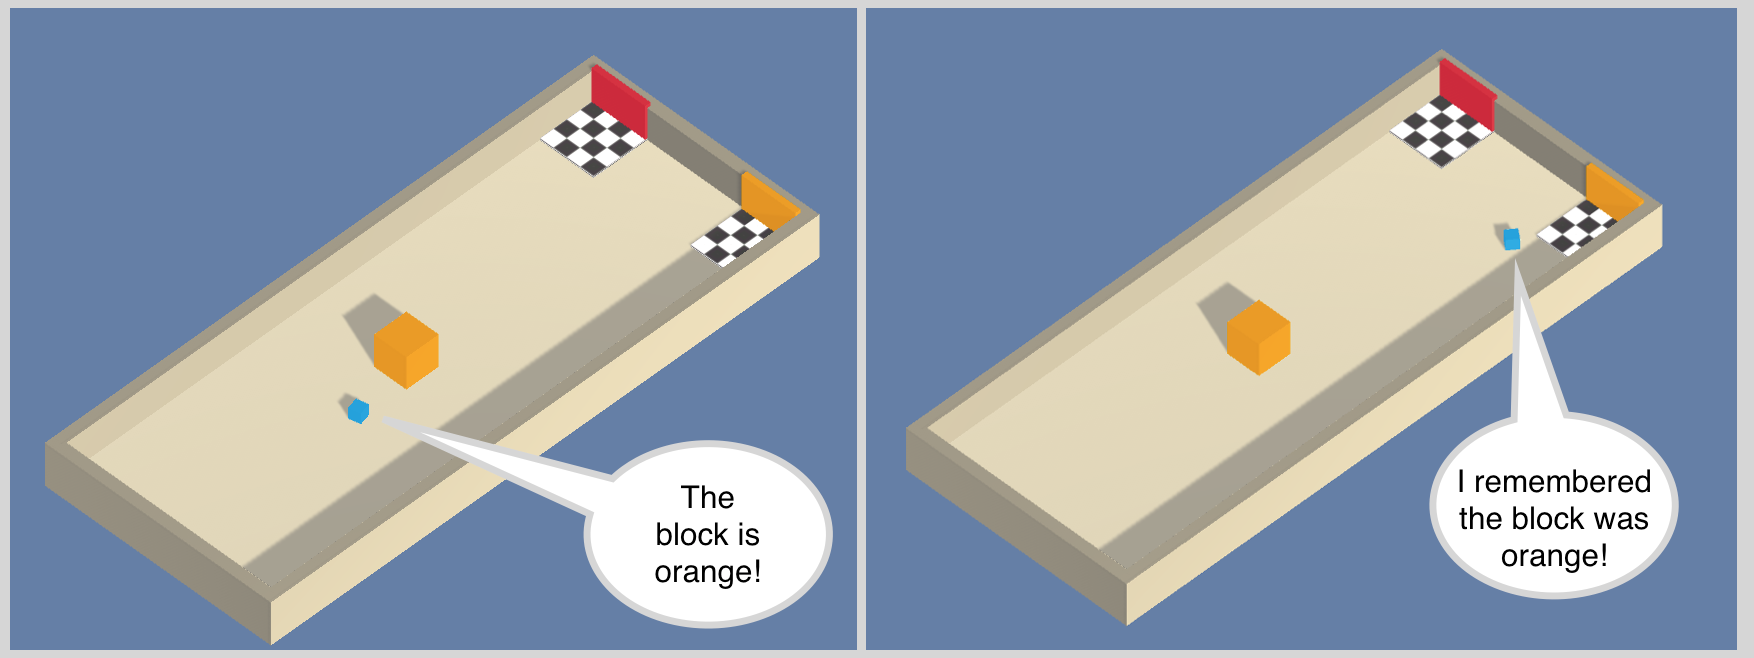 The
block is
orange!
I remembered
the block was
orange!